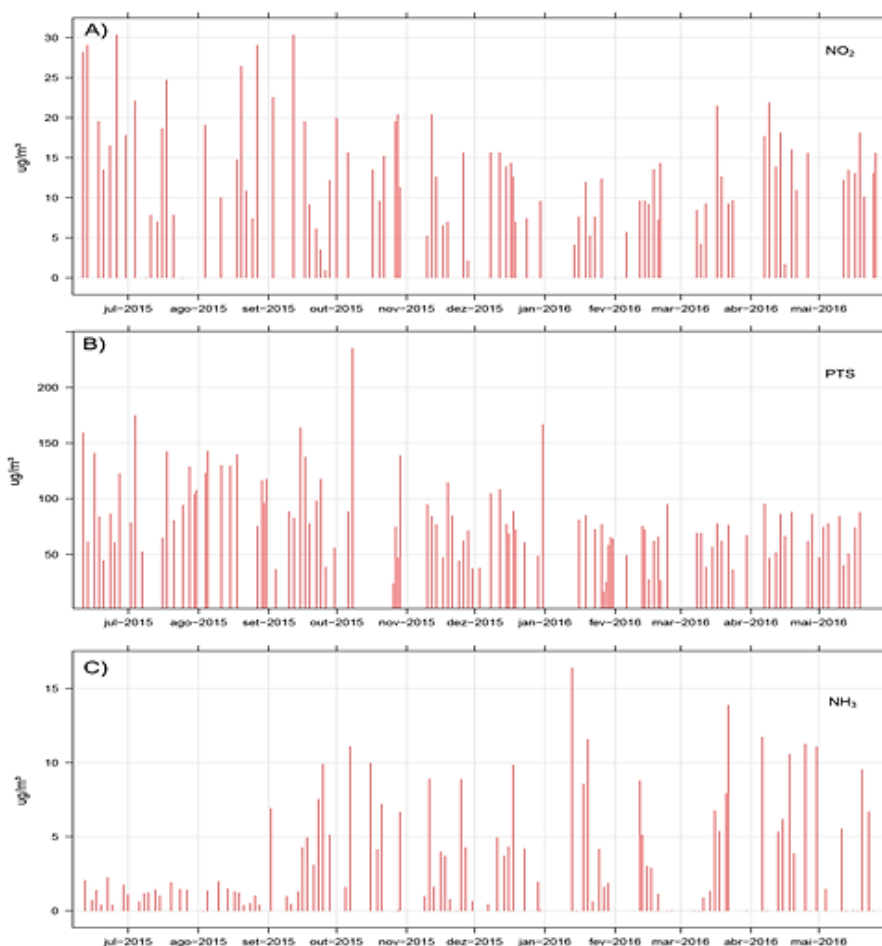 A)
NO₂
30
25
20
15
10
5
0
ug/m³
jul−2015 ago−2015 set−2015 out−2015 nov−2015 dez−2015 jan−2016 fev−2016 mar−2016 abr−2016 mai−2016
B)
PTS
200
150
100
50
ug/m³
jul−2015 ago−2015 set−2015 out−2015 nov−2015 dez−2015 jan−2016 fev−2016 mar−2016 abr−2016 mai−2016
C)
NH₃
15
10
5
0
ug/m³
jul−2015 ago−2015 set−2015 out−2015 nov−2015 dez−2015 jan−2016 fev−2016 mar−2016 abr−2016 mai−2016